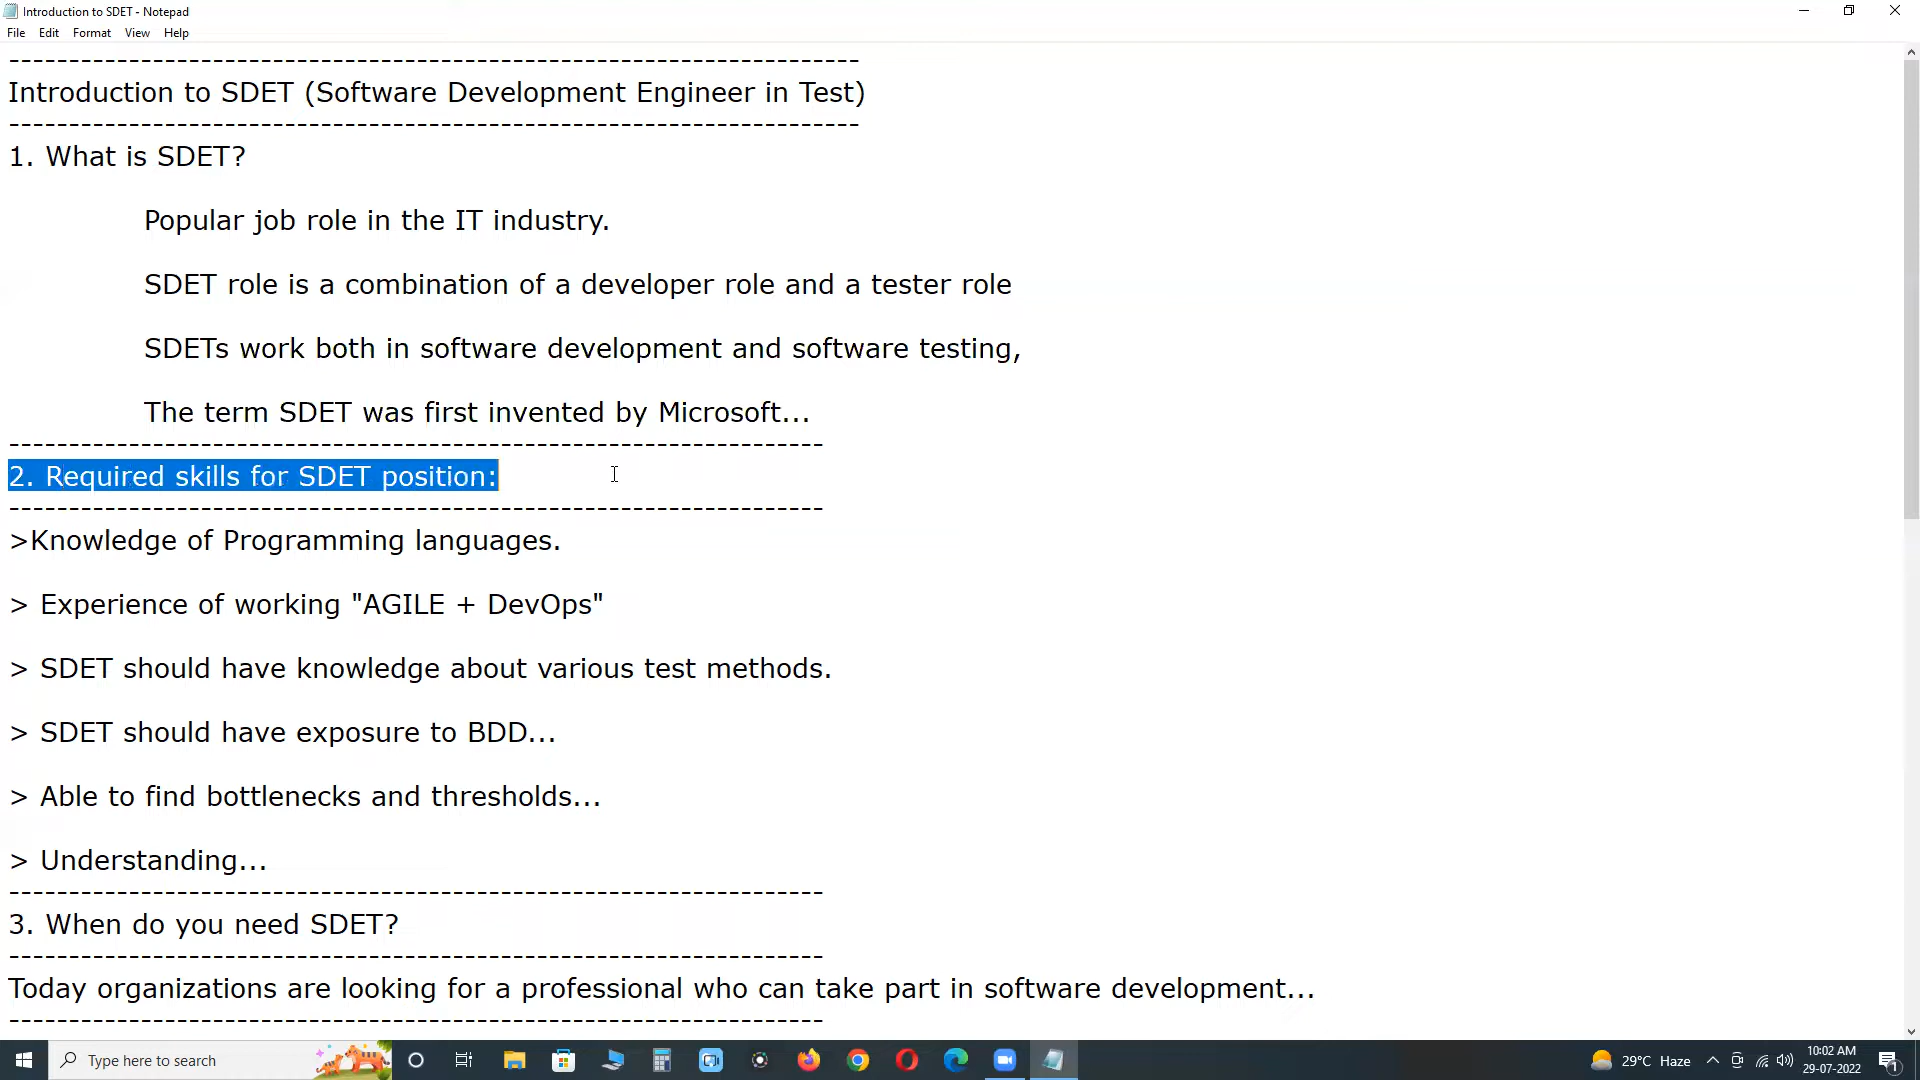 Introduction to SDET - Notepad
File Edit Format View Help
-----------------------------------------------------------------------
Introduction to SDET (Software Development Engineer in Test)
-----------------------------------------------------------------------
1. What is SDET?
Popular job role in the IT industry.
SDET role is a combination of a developer role and a tester role
SDETs work both in software development and software testing,
The term SDET was first invented by Microsoft...
--------------------------------------------------------------------
2. Required skills for SDET position:
--------------------------------------------------------------------
>Knowledge of Programming languages.
> Experience of working "AGILE + DevOps"
> SDET should have knowledge about various test methods.
> SDET should have exposure to BDD...
> Able to find bottlenecks and thresholds...
> Understanding...
--------------------------------------------------------------------
3. When do you need SDET?
--------------------------------------------------------------------
Today organizations are looking for a professional who can take part in software development...
--------------------------------------------------------------------
Type here to search
29°C Haze
10:02 AM
29-07-2022
1